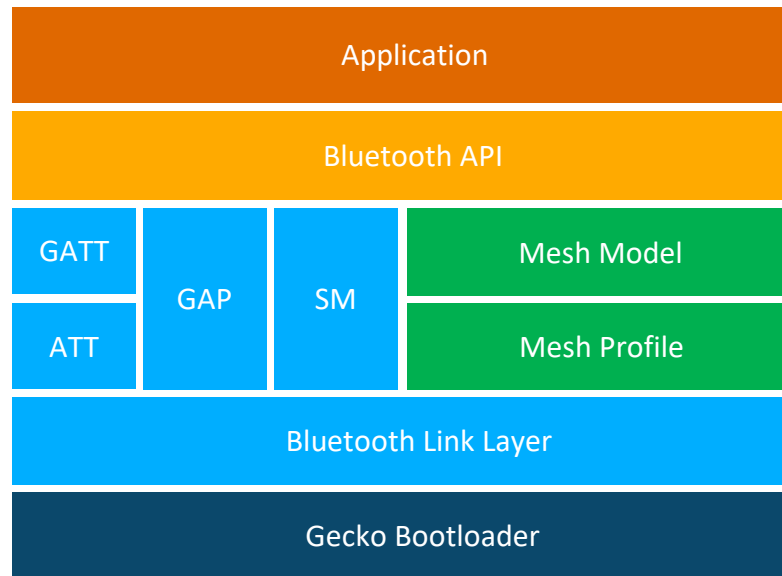 Application
Bluetooth API
GATT
GAP
SM
Mesh Model
ATT
Mesh Profile
Bluetooth Link Layer
Gecko Bootloader